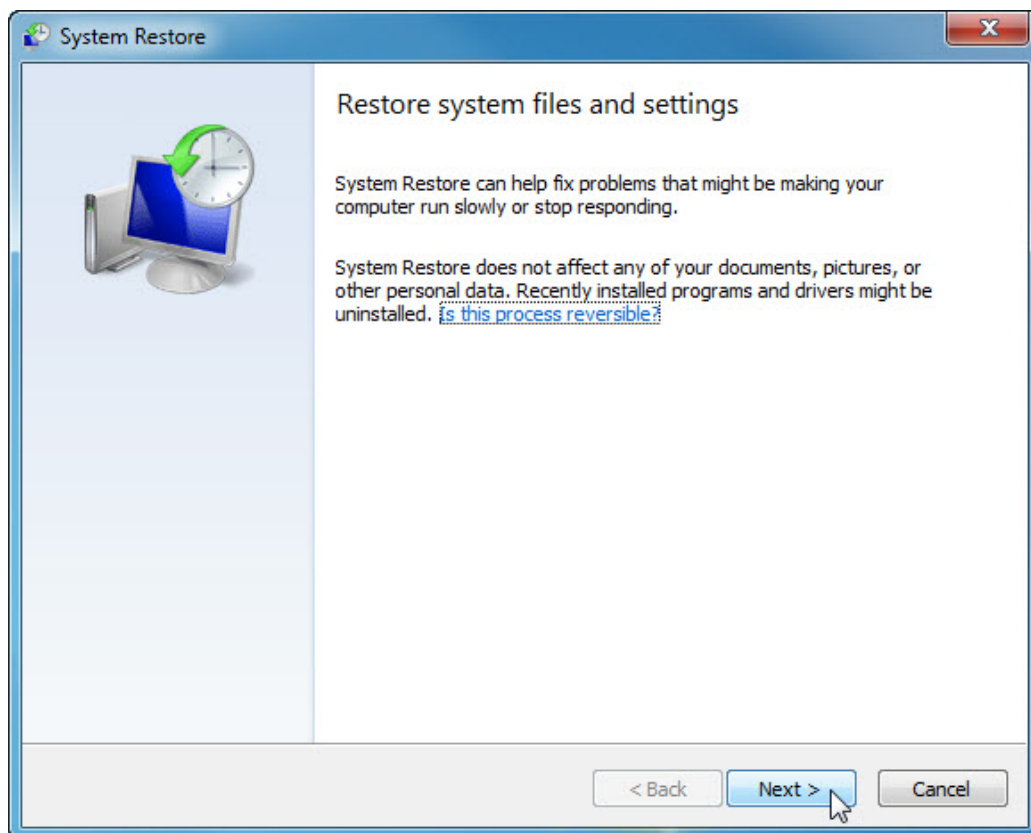 System Restore
Restore system files and settings
System Restore can help fix problems that might be making your
computer run slowly or stop responding.
System Restore does not affect any of your documents, pictures, or
other personal data. Recently installed programs and drivers might be
uninstalled. Is this process reversible?
< Back
Next >
Cancel